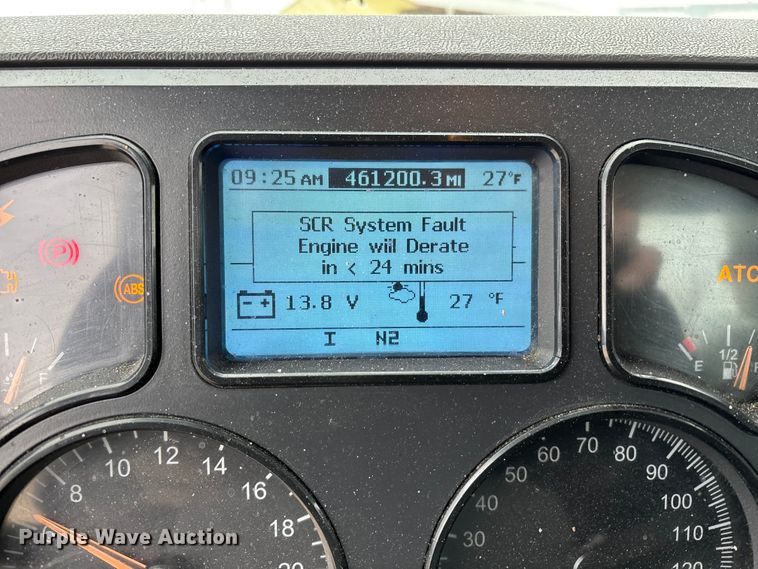 09:25 AM 461200.3 MI 27°F
SCR System Fault
Engine wiil Derate
in < 24 mins
13.8 V 27 °F
I N2
P
ABS
ATC
F
E 1/2 F
8 10 12 14 16 18 20
30 40 50 60 70 80 90 100 110 120
Purple Wave Auction